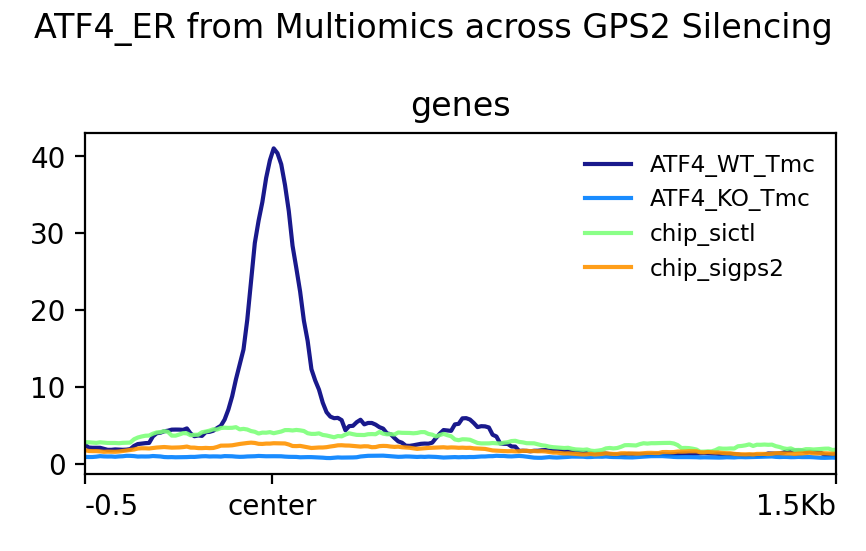 ATF4_ER from Multiomics across GPS2 Silencing
genes
40
30
20
10
0
ATF4_WT_Tmc
ATF4_KO_Tmc
chip_sictl
chip_sigps2
-0.5
center
1.5Kb